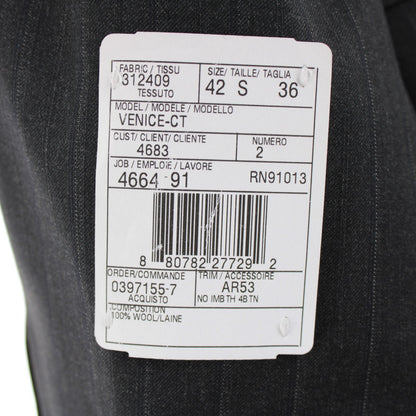 FABRIC / TISSU SIZE/ TAILLE/ TAGLIA
312409 42 S 36
TESSUTO
MODEL / MODELE / MODELLO
VENICE-CT
CUST/ CLIENT/ CLIENTE NUMERO
4683 2
JOB / EMPLOIE / LAVORE
4664 91 RN91013
8 80782 27729 2
ORDER/COMMANDE TRIM / ACCESSOIRE
0397155-7 AR53
ACQUISTO NO IMBTH 4BTN
COMPOSITION
100% WOOL/LAINE